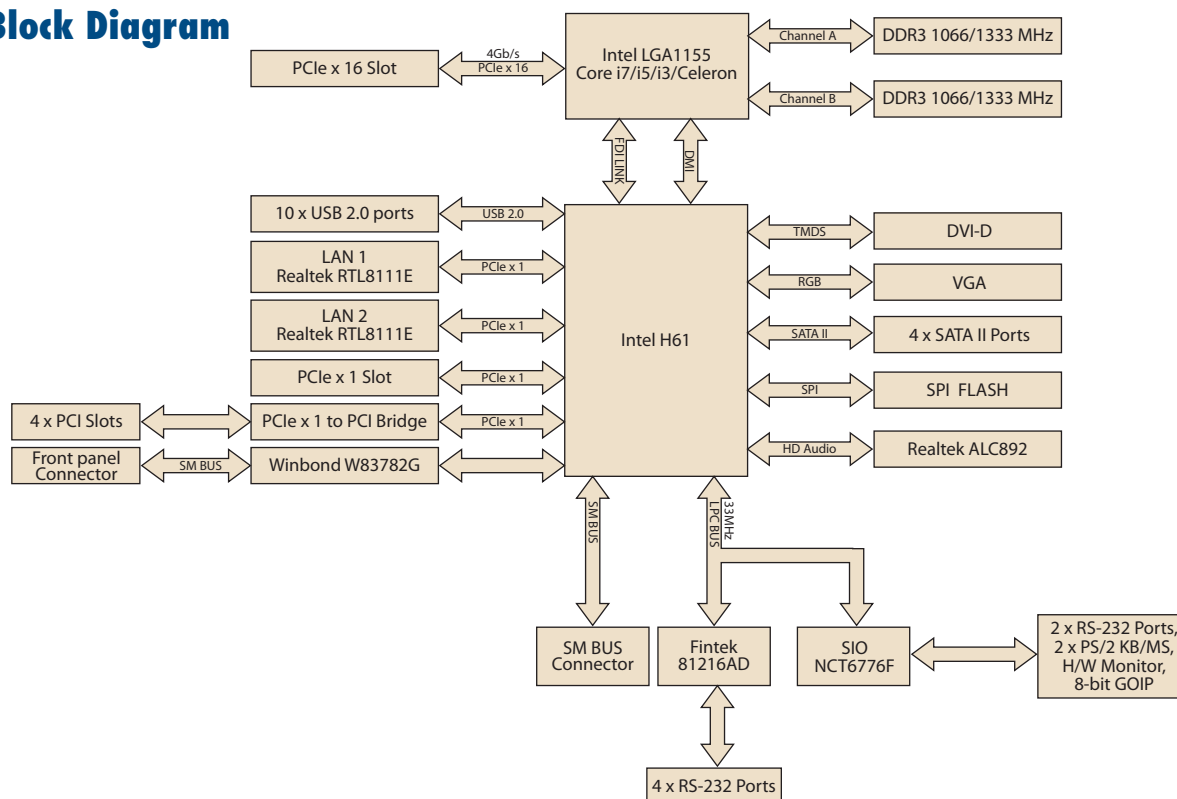 Block Diagram
PCIe x 16 Slot
4Gb/s
PCIe x 16
Intel LGA1155
Core i7/i5/i3/Celeron
Channel A
DDR3 1066/1333 MHz
Channel B
DDR3 1066/1333 MHz
FDI LINK
DMI
10 x USB 2.0 ports
USB 2.0
LAN 1
Realtek RTL8111E
PCIe x 1
LAN 2
Realtek RTL8111E
PCIe x 1
PCIe x 1 Slot
PCIe x 1
4 x PCI Slots
PCIe x 1 to PCI Bridge
PCIe x 1
Front panel
Connector
SM BUS
Winbond W83782G
Intel H61
TMDS
DVI-D
RGB
VGA
SATA II
4 x SATA II Ports
SPI
SPI FLASH
HD Audio
Realtek ALC892
SM BUS
33MHz
LPC BUS
SM BUS
Connector
Fintek
81216AD
SIO
NCT6776F
2 x RS-232 Ports,
2 x PS/2 KB/MS,
H/W Monitor,
8-bit GOIP
4 x RS-232 Ports